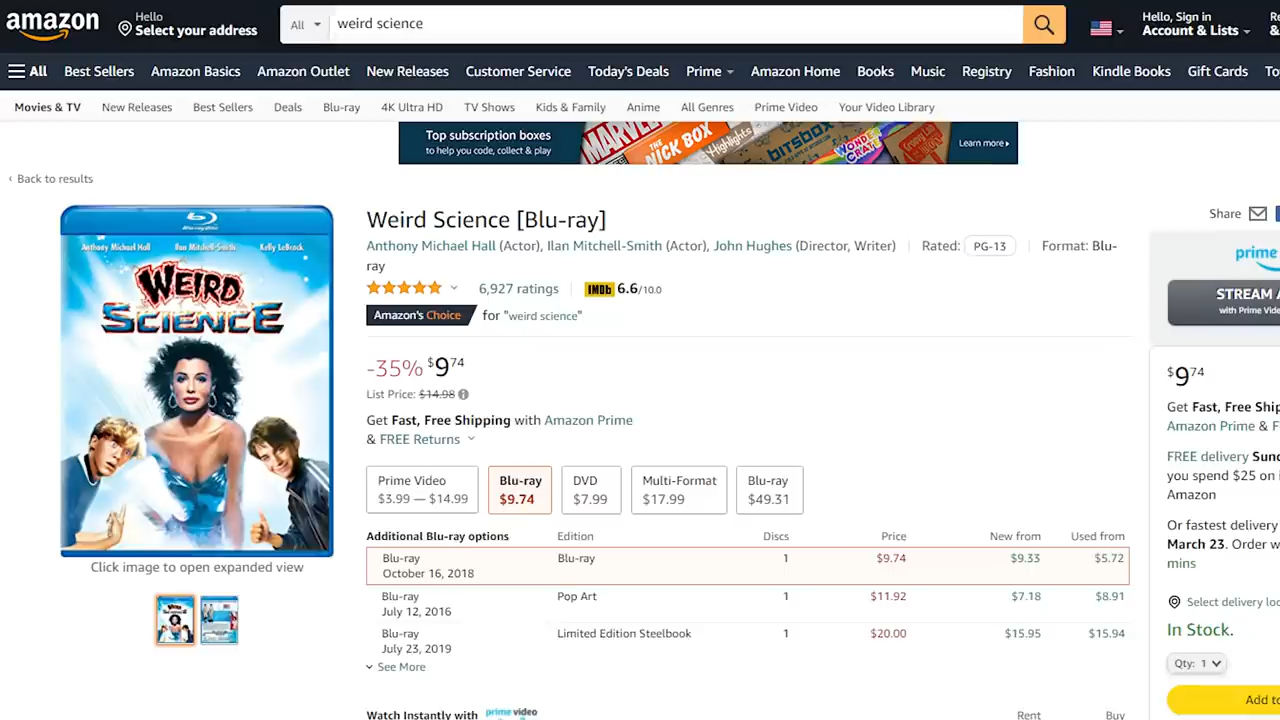 amazon
Hello
Select your address
All
weird science
Hello, Sign in
Account & Lists
All
Best Sellers
Amazon Basics
Amazon Outlet
New Releases
Customer Service
Today's Deals
Prime
Amazon Home
Books
Music
Registry
Fashion
Kindle Books
Gift Cards
Movies & TV
New Releases
Best Sellers
Deals
Blu-ray
4K Ultra HD
TV Shows
Kids & Family
Anime
All Genres
Prime Video
Your Video Library
Top subscription boxes
to help you code, collect & play
MARVEL
THE NICK BOX
Highlights
bitsbox
WONDER CRATE
Learn more
‹ Back to results
Blu-ray Disc
Anthony Michael Hall Ilan Mitchell-Smith Kelly LeBrock
WEIRD
SCIENCE
Click image to open expanded view
Weird Science [Blu-ray]
Anthony Michael Hall (Actor), Ilan Mitchell-Smith (Actor), John Hughes (Director, Writer) | Rated: PG-13 | Format: Blu-
ray
6,927 ratings | IMDb 6.6/10.0
Amazon's Choice for "weird science"
-35% $9 74
List Price: $14.98
Get Fast, Free Shipping with Amazon Prime
& FREE Returns
Prime Video
$3.99 — $14.99
Blu-ray
$9.74
DVD
$7.99
Multi-Format
$17.99
Blu-ray
$49.31
Additional Blu-ray options Edition Discs Price New from Used from
Blu-ray Blu-ray 1 $9.74 $9.33 $5.72
October 16, 2018
Blu-ray Pop Art 1 $11.92 $7.18 $8.91
July 12, 2016
Blu-ray Limited Edition Steelbook 1 $20.00 $15.95 $15.94
July 23, 2019
See More
Watch Instantly with prime video Rent Buy
Share
prime
STREAM
with Prime
$9 74
Get Fast, Free
Amazon Prime &
FREE delivery
you spend $25 on
Amazon
Or fastest delivery
March 23. Order
mins
Select delivery
In Stock.
Qty: 1
Add